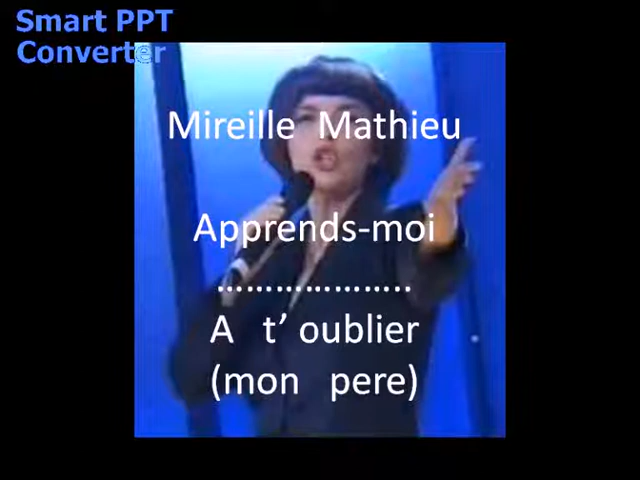 Smart PPT
Converter
Mireille Mathieu
Apprends-moi
………………..
A t’ oublier
(mon pere)